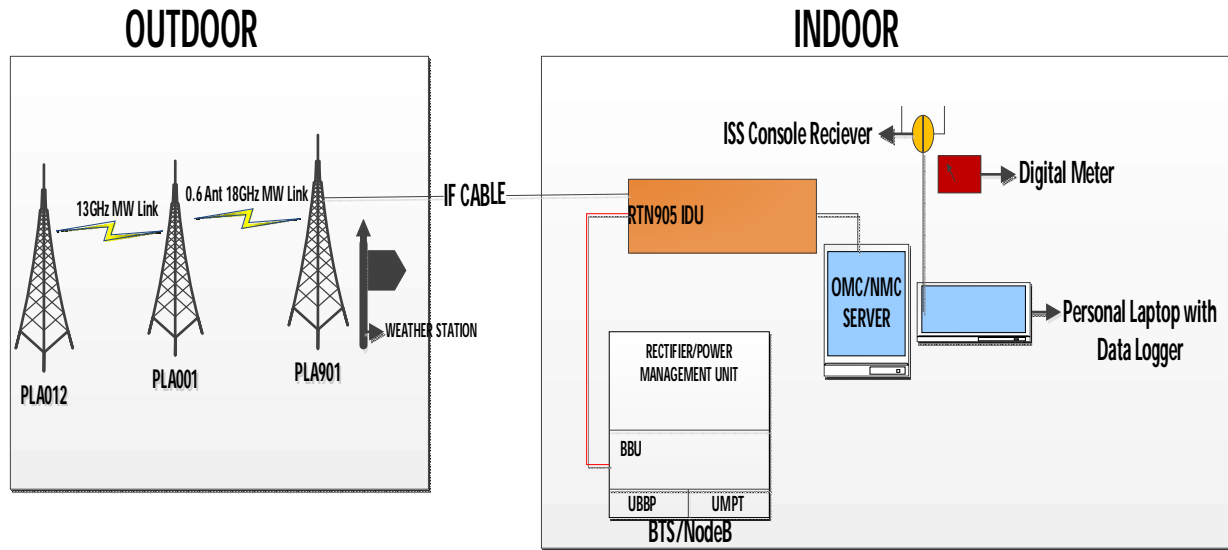 OUTDOOR
INDOOR
13GHz MW Link
0.6 Ant 18GHz MW Link
IF CABLE
WEATHER STATION
PLA012
PLA001
PLA901
ISS Console Reciever
Digital Meter
RTN905 IDU
OMC/NMC
SERVER
Personal Laptop with
Data Logger
RECTIFIER/POWER
MANAGEMENT UNIT
BBU
UBBP
UMPT
BTS/NodeB